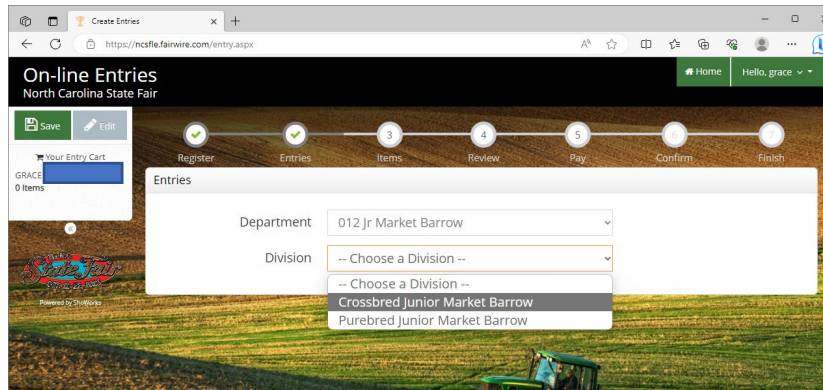 Create Entries
https://ncsfle.fairwire.com/entry.aspx
On-line Entries
North Carolina State Fair
Home
Hello, grace
Save
Edit
Your Entry Cart
GRACE
0 Items
3
4
5
6
7
Register
Entries
Items
Review
Pay
Confirm
Finish
Entries
Department
012 Jr Market Barrow
Division
-- Choose a Division --
-- Choose a Division --
Crossbred Junior Market Barrow
Purebred Junior Market Barrow
State Fair
Powered by ShoWorks